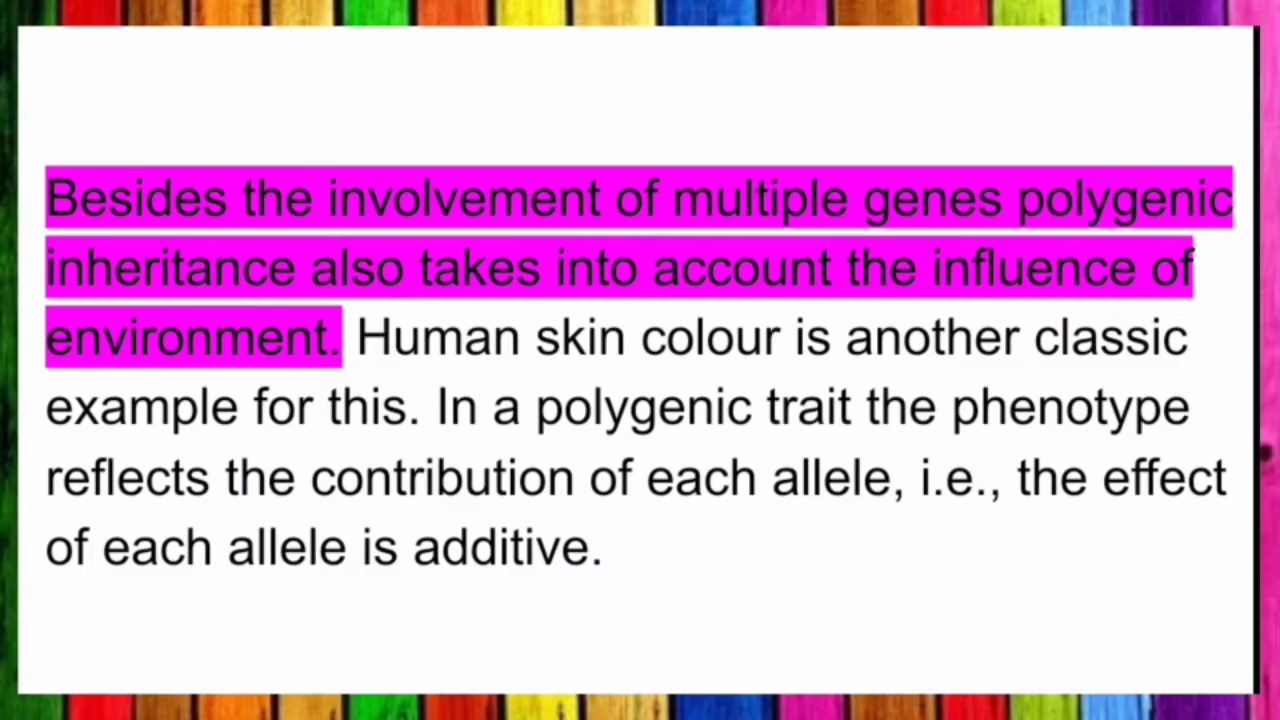 Besides the involvement of multiple genes polygenic
inheritance also takes into account the influence of
environment. Human skin colour is another classic
example for this. In a polygenic trait the phenotype
reflects the contribution of each allele, i.e., the effect
of each allele is additive.